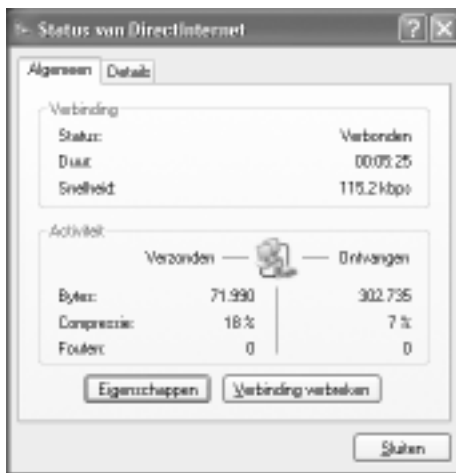 Status van DirectInternet
Algemeen Details
Verbinding
Status: Verbonden
Duur: 00:05:25
Snelheid: 115.2 kbps
Activiteit
Verzonden Ontvangen
Bytes: 71.990 302.735
Compressie: 18 % 7 %
Fouten: 0 0
Eigenschappen Verbinding verbreken
Sluiten